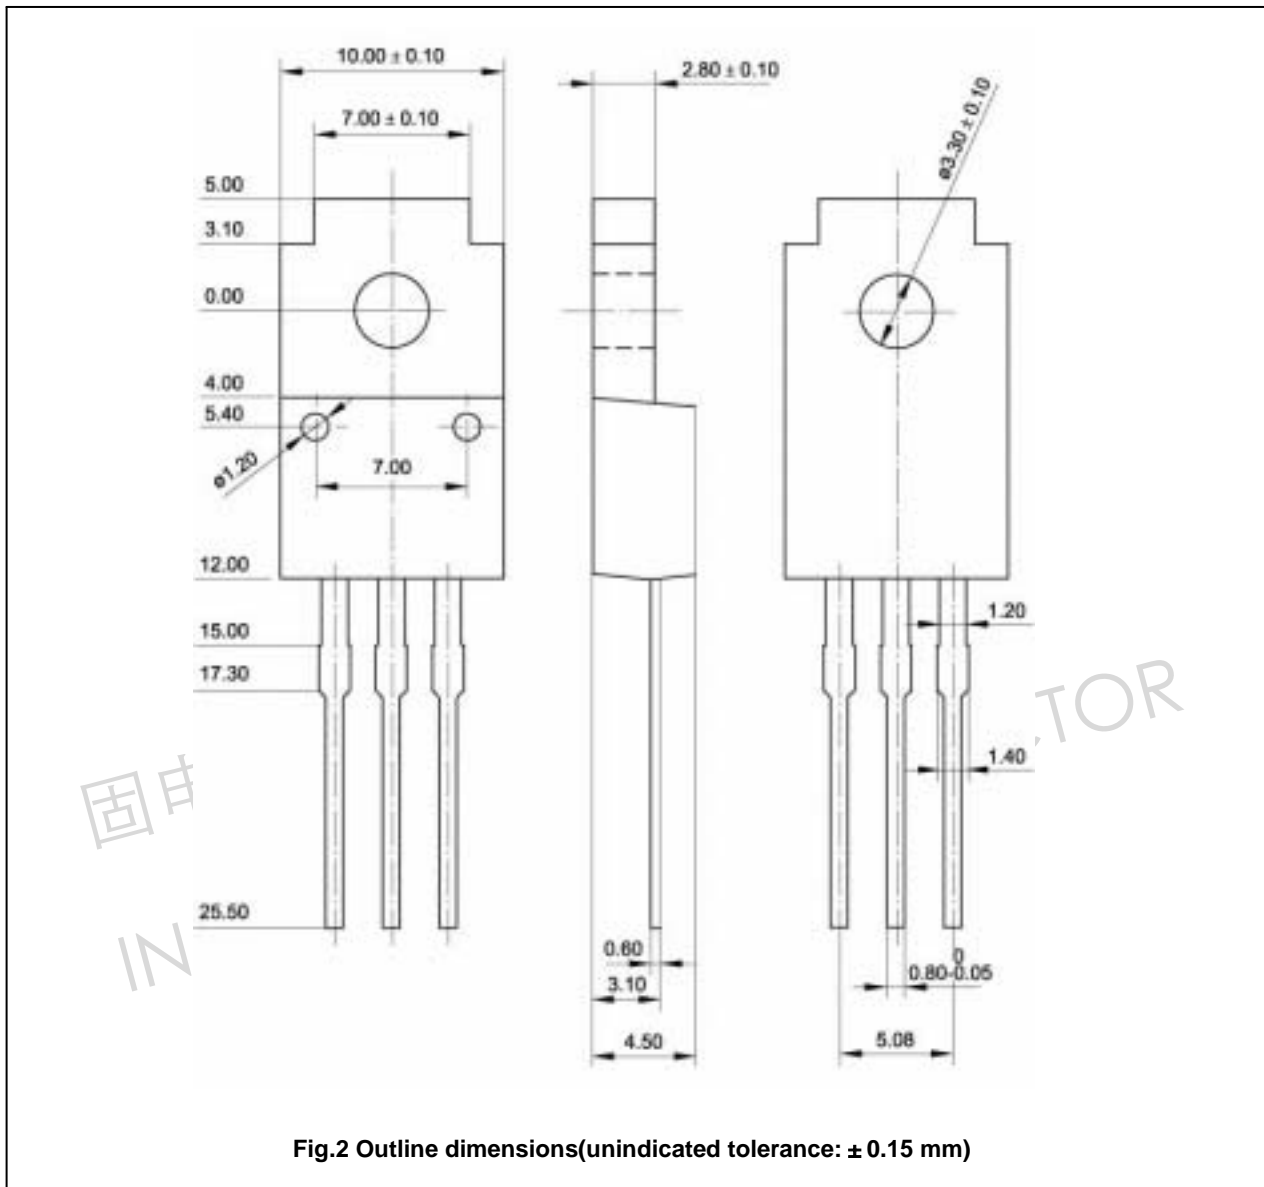 10.00 ± 0.10
2.80 ± 0.10
7.00 ± 0.10
ø3.30 ± 0.10
5.00
3.10
0.00
4.00
5.40
ø1.20
7.00
12.00
15.00
1.20
17.30
TOR
1.40
固电
25.50
IN
0.60
0
0.80-0.05
3.10
4.50
5.08
Fig.2 Outline dimensions(unindicated tolerance: ± 0.15 mm)